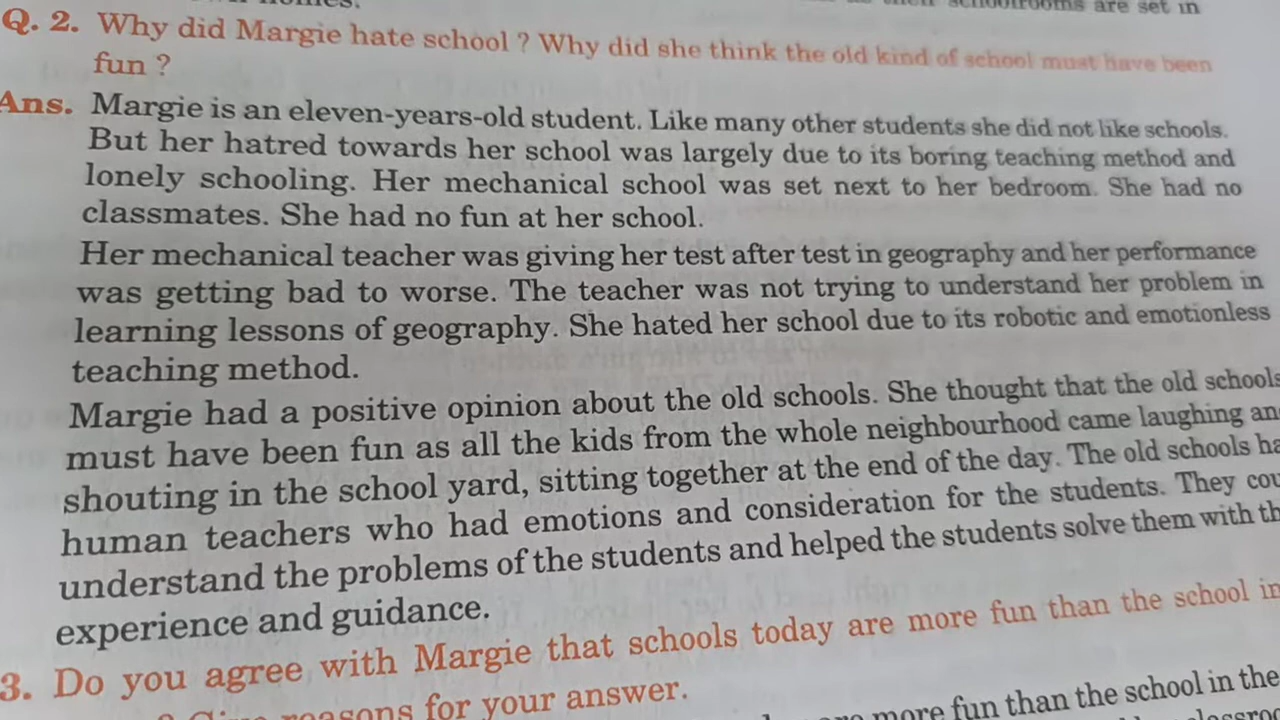 schoolrooms are set in
Q. 2. Why did Margie hate school ? Why did she think the old kind of school must have been
fun ?
Ans. Margie is an eleven-years-old student. Like many other students she did not like schools.
But her hatred towards her school was largely due to its boring teaching method and
lonely schooling. Her mechanical school was set next to her bedroom. She had no
classmates. She had no fun at her school.
Her mechanical teacher was giving her test after test in geography and her performance
was getting bad to worse. The teacher was not trying to understand her problem in
learning lessons of geography. She hated her school due to its robotic and emotionless
teaching method.
Margie had a positive opinion about the old schools. She thought that the old schools
must have been fun as all the kids from the whole neighbourhood came laughing an
shouting in the school yard, sitting together at the end of the day. The old schools ha
human teachers who had emotions and consideration for the students. They cou
understand the problems of the students and helped the students solve them with th
experience and guidance.
3. Do you agree with Margie that schools today are more fun than the school in
reasons for your answer.
more fun than the school in the